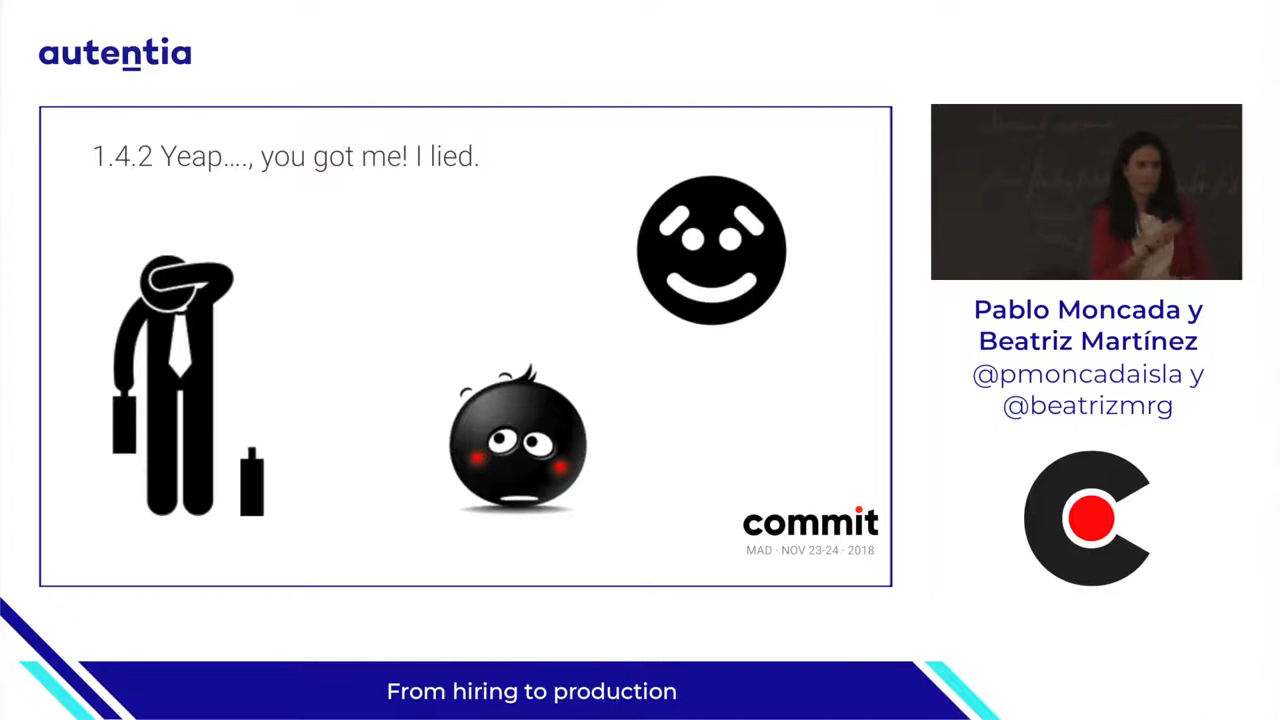 autentia
1.4.2 Yeap...., you got me! I lied.
commit
MAD · NOV 23-24 · 2018
Pablo Moncada y
Beatriz Martínez
@pmoncadaisla y
@beatrizmrg
From hiring to production